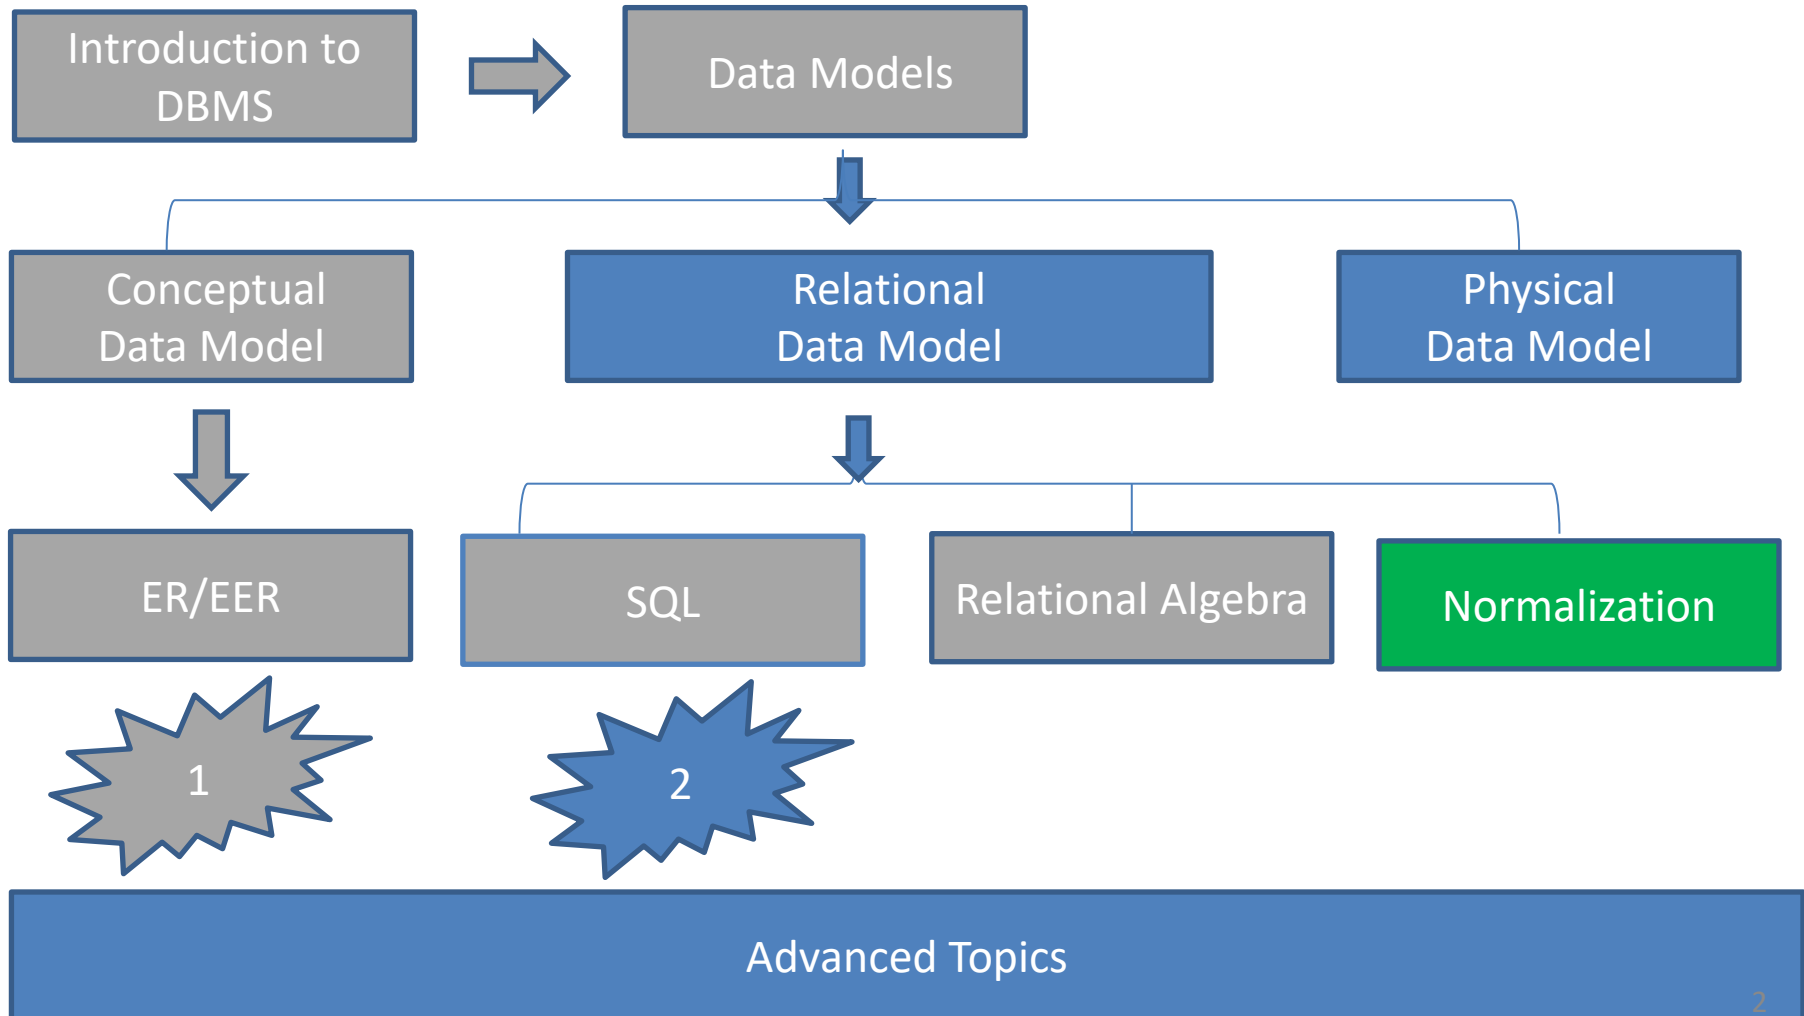 Introduction to
DBMS
Data Models
Conceptual
Data Model
Relational
Data Model
Physical
Data Model
ER/EER
SQL
Relational Algebra
Normalization
1
2
Advanced Topics
2